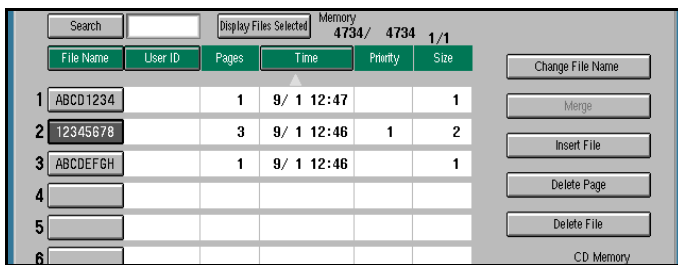 Search Display Files Selected Memory
4734/ 4734 1/1
File Name User ID Pages Time Priority Size
Change File Name
1 ABCD1234 1 9/ 1 12:47 1
Merge
2 12345678 3 9/ 1 12:46 1 2
Insert File
3 ABCDEFGH 1 9/ 1 12:46 1
Delete Page
4
5
Delete File
6
CD Memory